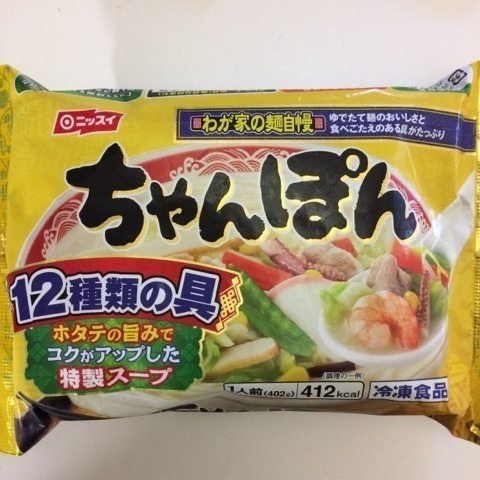 ニッスイ
わが家の麺自慢
ゆでたて麺のおいしさと
食べごたえのある具がたっぷり
ちゃんぽん
12種類の具
ホタテの旨みで
コクがアップした
特製スープ
(調理の一例)
1人前(402g) 412kcal
冷凍食品